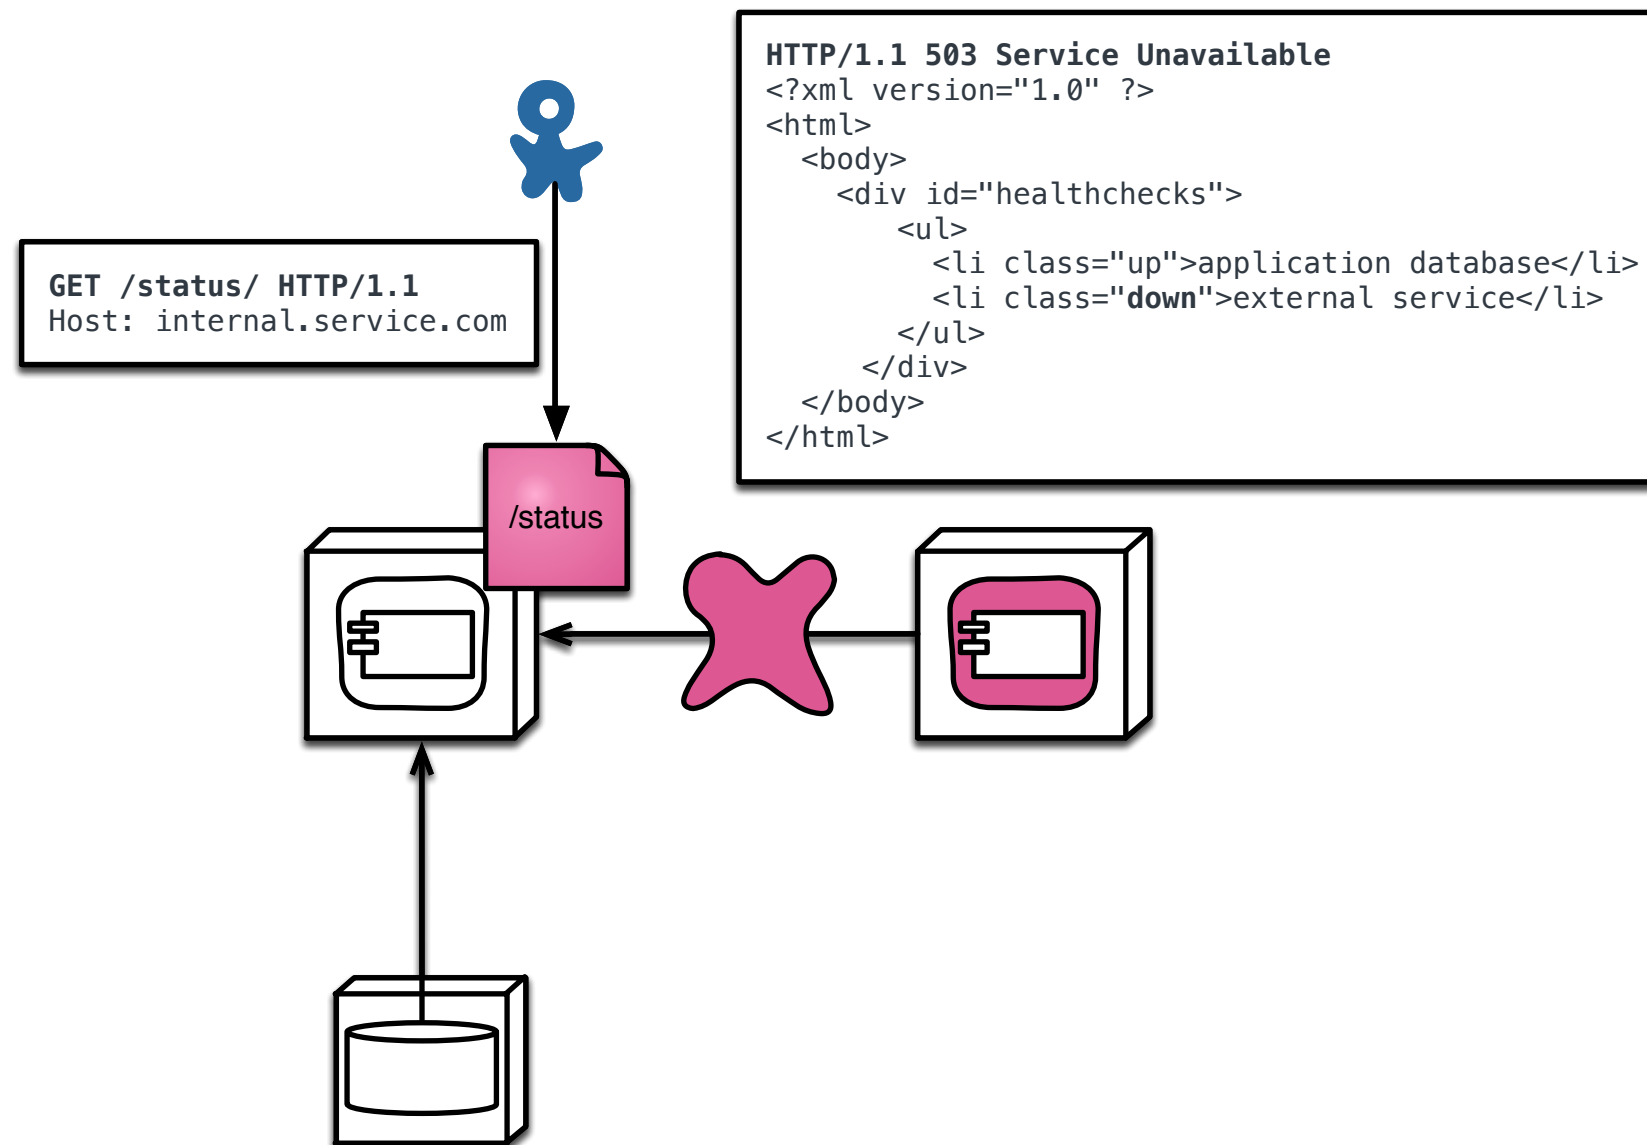 HTTP/1.1 503 Service Unavailable
<?xml version="1.0" ?>
<html>
  <body>
    <div id="healthchecks">
       <ul>
         <li class="up">application database</li>
         <li class="down">external service</li>
       </ul>
     </div>
  </body>
</html>
GET /status/ HTTP/1.1
Host: internal.service.com
/status